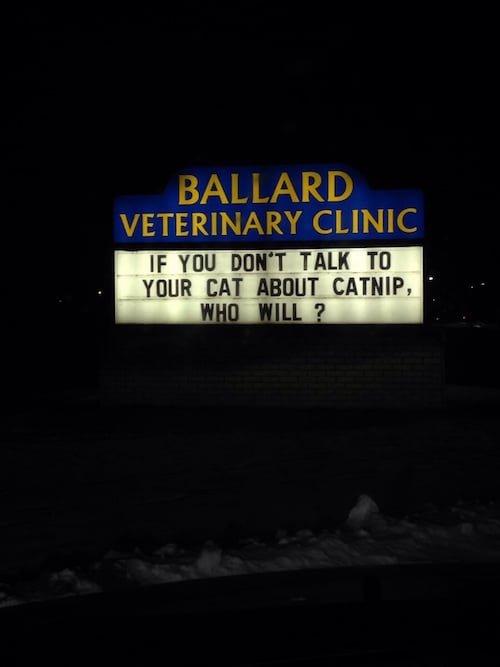 BALLARD
VETERINARY CLINIC
IF YOU DON'T TALK TO
YOUR CAT ABOUT CATNIP,
WHO WILL ?